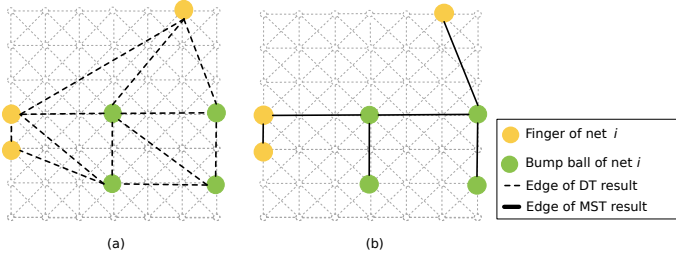 Finger of net i
Bump ball of net i
Edge of DT result
Edge of MST result
(a)
(b)